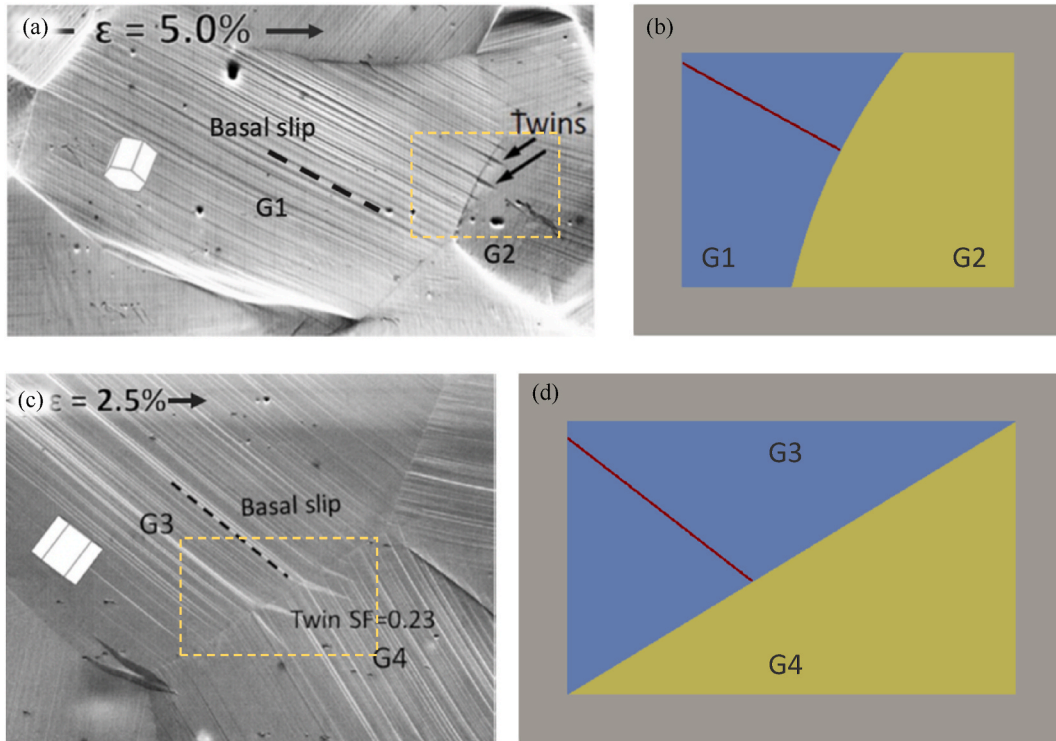 (a)
ε = 5.0%
Basal slip
Twins
G1
G2
(b)
G1
G2
(c)
ε = 2.5%
G3
Basal slip
Twin SF=0.23
G4
(d)
G3
G4